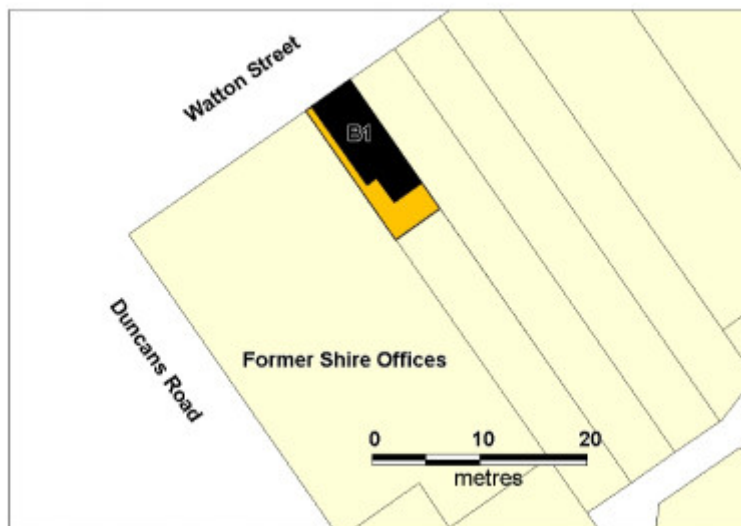 Watton Street
B1
Duncans Road
Former Shire Offices
0 10 20
metres